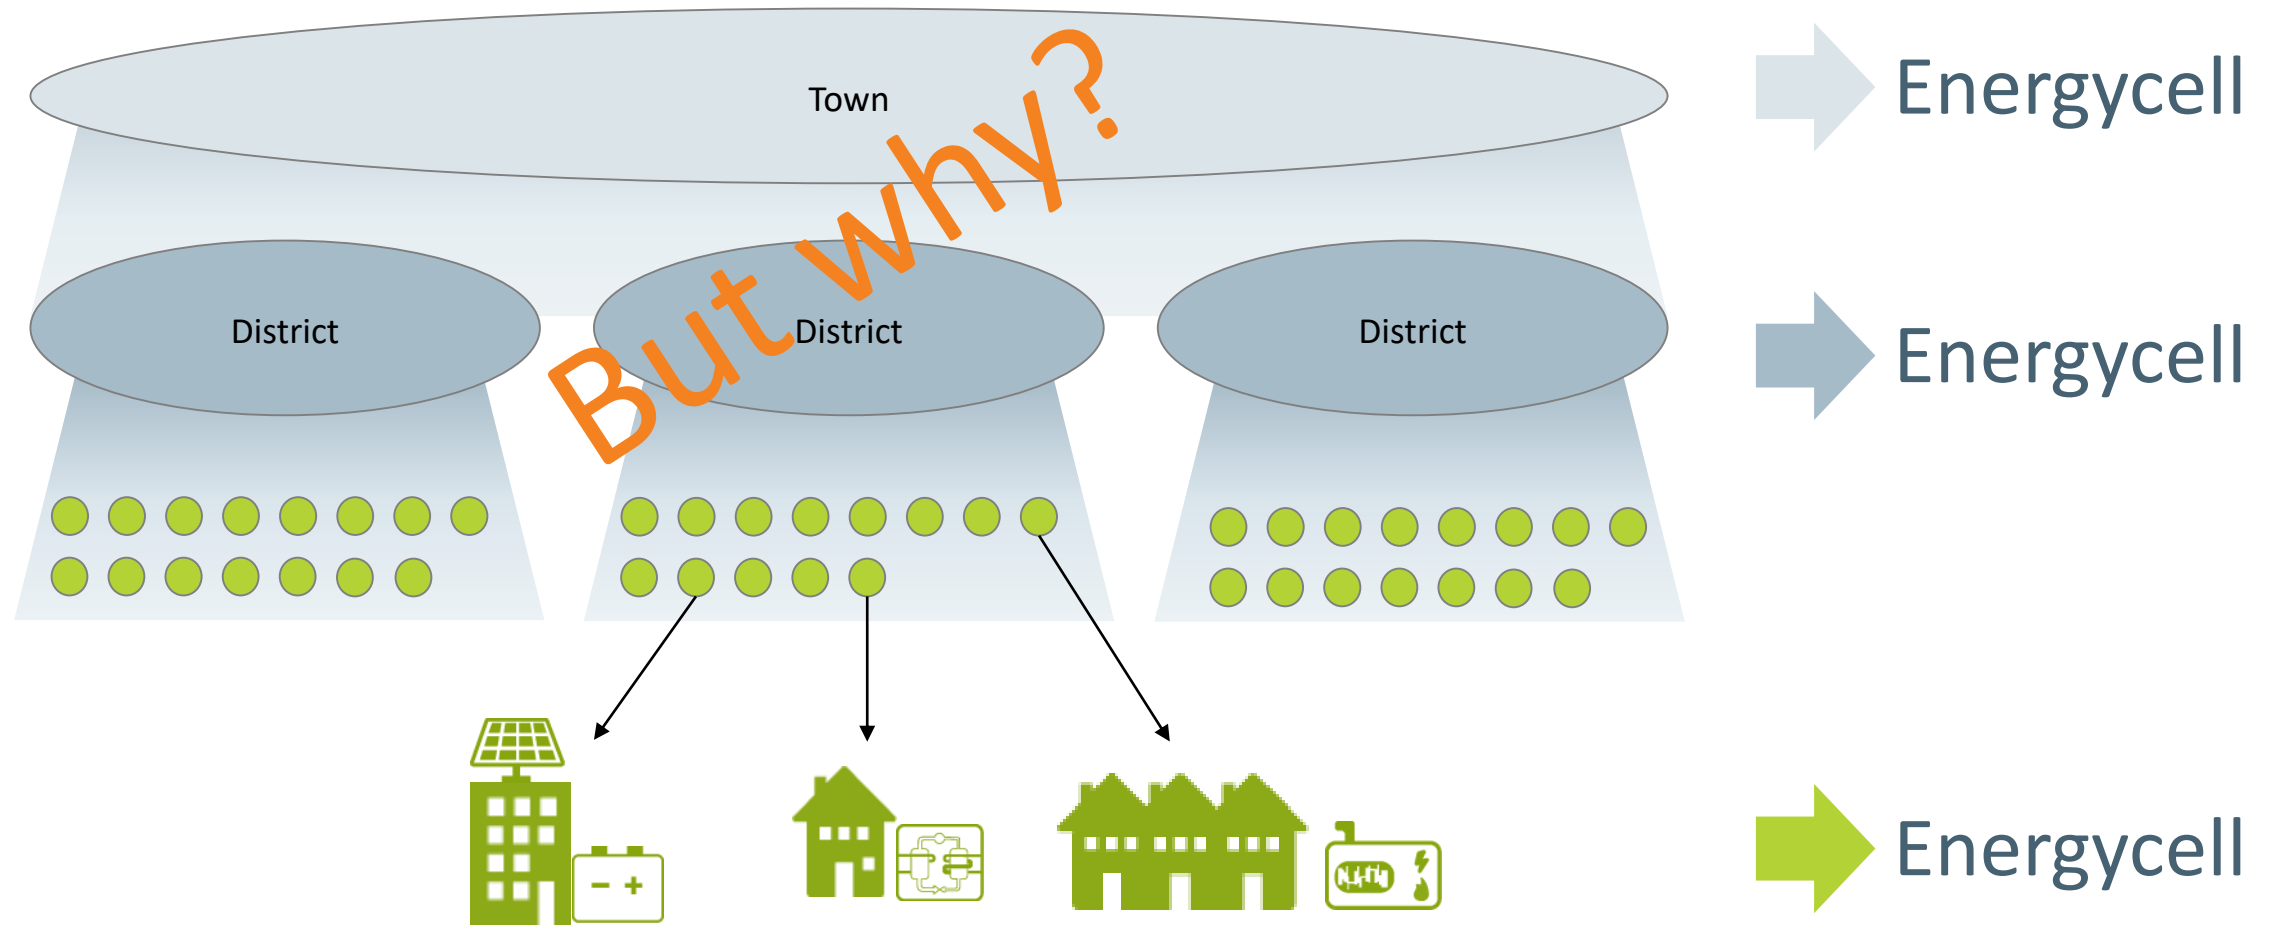 Town
Energycell
But why?
District
District
District
Energycell
Energycell